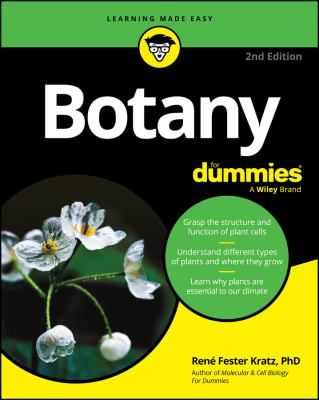 LEARNING MADE EASY
2nd Edition
Botany
for
dummies®
A Wiley Brand
Grasp the structure and
function of plant cells
Understand different types
of plants and where they grow
Learn why plants are
essential to our climate
René Fester Kratz, PhD
Author of Molecular & Cell Biology
For Dummies